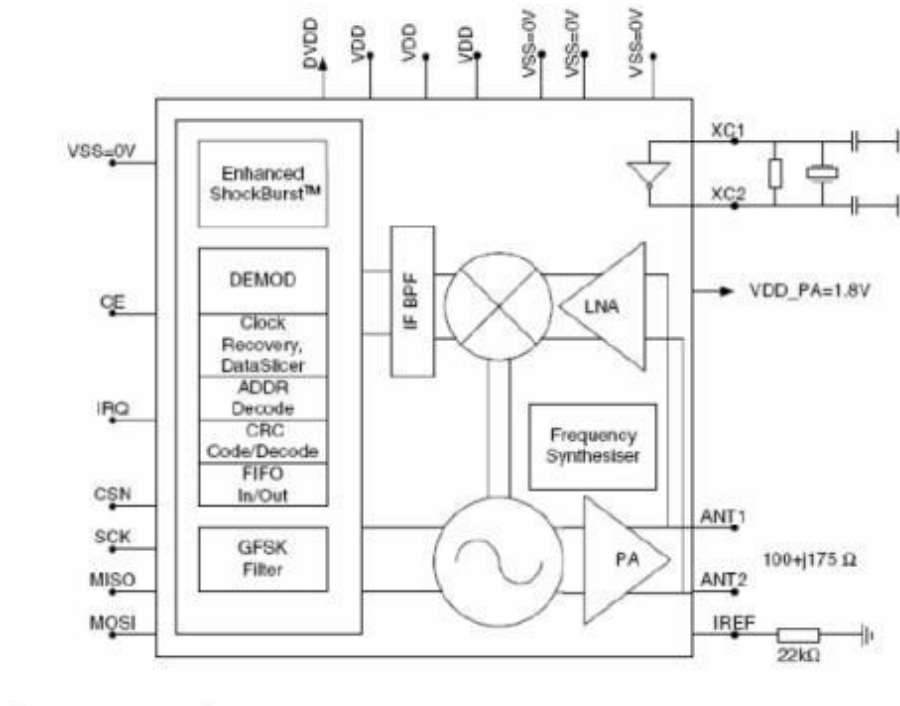 DVDD
VDD
VDD
VDD
VSS=0V
VSS=0V
VSS=0V
VSS=0V
CE
IRQ
CSN
SCK
MISO
MOSI
Enhanced
ShockBurst™
DEMOD
Clock
Recovery,
DataSlicer
ADDR
Decode
CRC
Code/Decode
FIFO
In/Out
GFSK
Filter
IF BPF
LNA
Frequency
Synthesiser
PA
XC1
XC2
VDD_PA=1.8V
ANT1
100+j175 Ω
ANT2
IREF
22kΩ